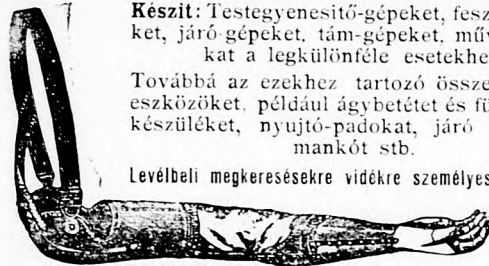 Készit: Testegyenesitő-gépeket, fesz
ket, járó-gépeket, tám-gépeket, műv
kat a legkülönféle esetekhe
Továbbá az ezekhez tartozó össze
eszközöket, például ágybetétet és fü
készüléket, nyujtó-padokat, járó
mankót stb.
Levélbeli megkeresésekre vidékre személyes